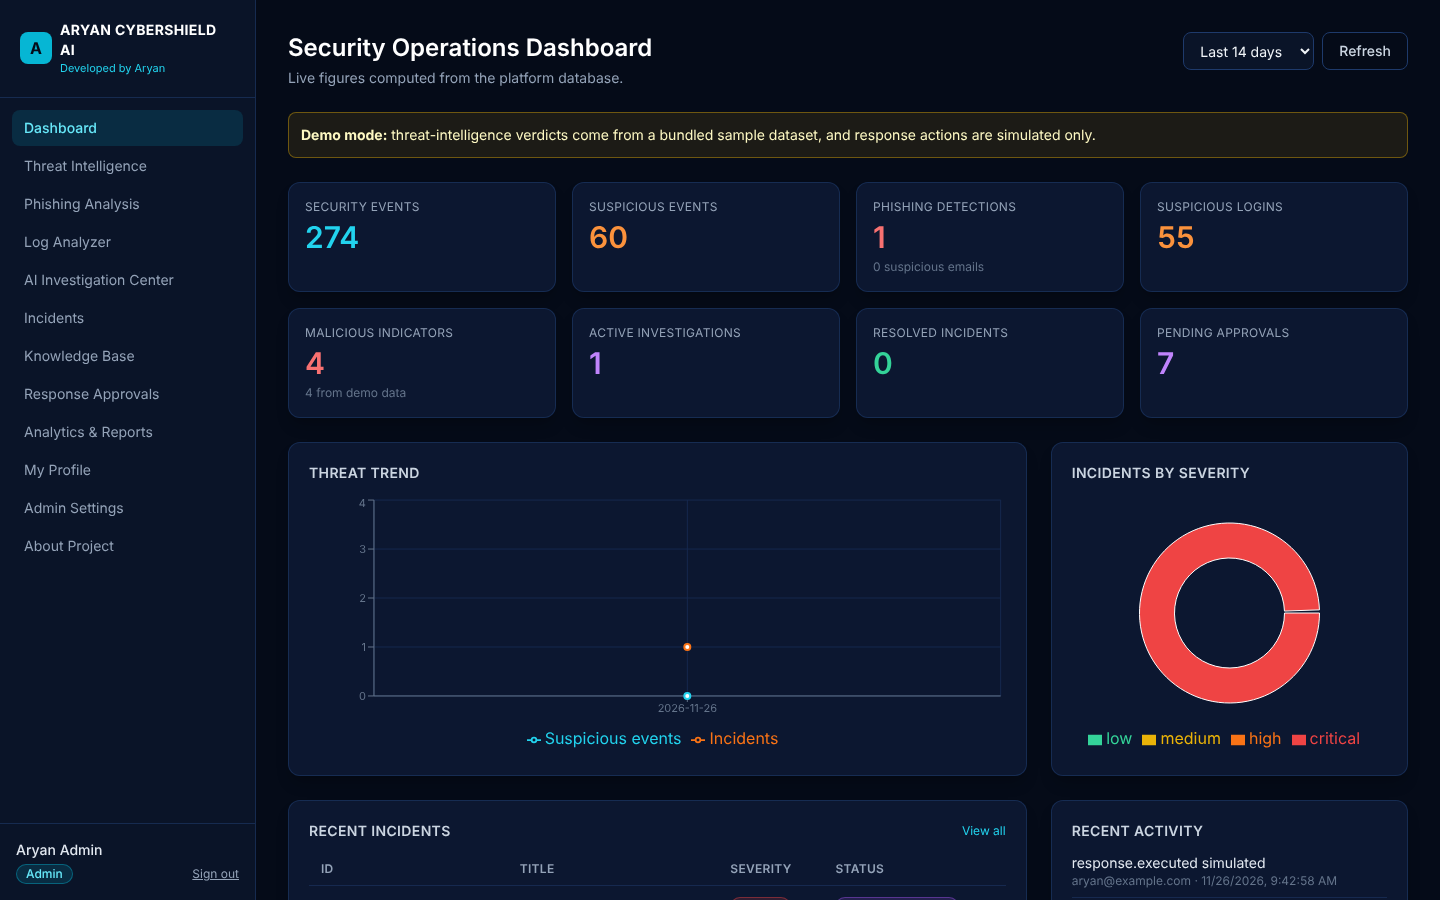 A
ARYAN CYBERSHIELD
AI
Developed by Aryan
Dashboard
Threat Intelligence
Phishing Analysis
Log Analyzer
AI Investigation Center
Incidents
Knowledge Base
Response Approvals
Analytics & Reports
My Profile
Admin Settings
About Project
Aryan Admin
Admin
Sign out
Security Operations Dashboard
Live figures computed from the platform database.
Last 14 days
Refresh
Demo mode: threat-intelligence verdicts come from a bundled sample dataset, and response actions are simulated only.
SECURITY EVENTS
274
SUSPICIOUS EVENTS
60
PHISHING DETECTIONS
1
0 suspicious emails
SUSPICIOUS LOGINS
55
MALICIOUS INDICATORS
4
4 from demo data
ACTIVE INVESTIGATIONS
1
RESOLVED INCIDENTS
0
PENDING APPROVALS
7
THREAT TREND
4
3
2
1
0
2026-11-26
Suspicious events
Incidents
INCIDENTS BY SEVERITY
low
medium
high
critical
RECENT INCIDENTS
View all
ID
TITLE
SEVERITY
STATUS
RECENT ACTIVITY
response.executed simulated
aryan@example.com · 11/26/2026, 9:42:58 AM